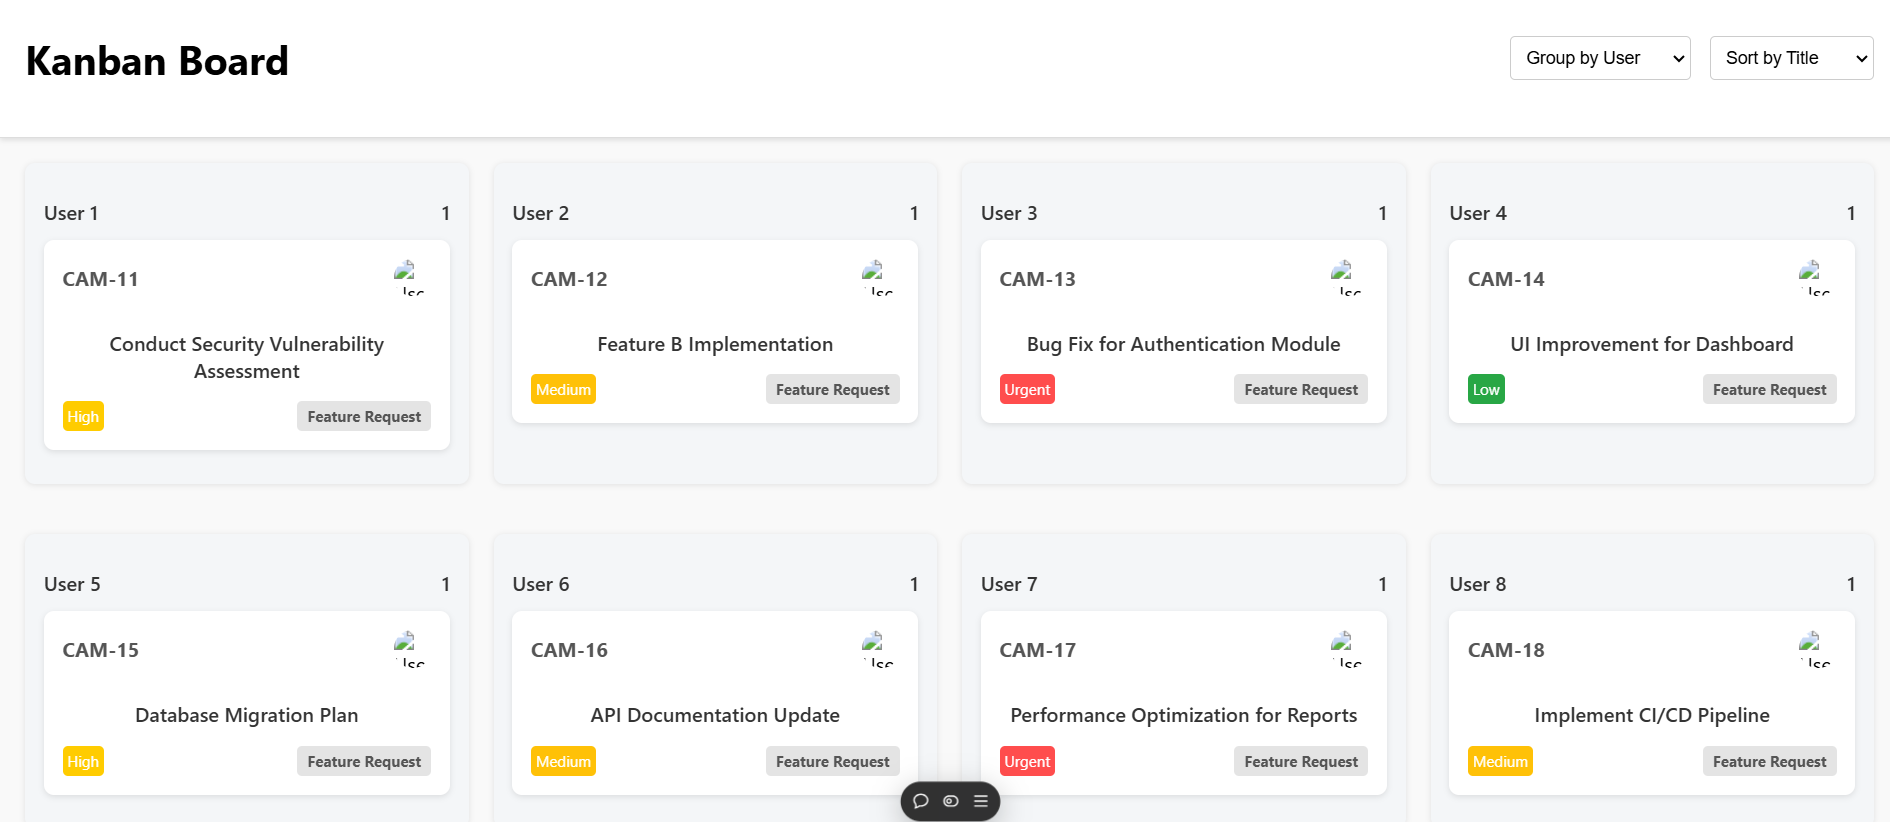 Kanban Board
Group by User
Sort by Title
User 1 1
CAM-11
Conduct Security Vulnerability
Assessment
High
Feature Request
User 2 1
CAM-12
Feature B Implementation
Medium
Feature Request
User 3 1
CAM-13
Bug Fix for Authentication Module
Urgent
Feature Request
User 4 1
CAM-14
UI Improvement for Dashboard
Low
Feature Request
User 5 1
CAM-15
Database Migration Plan
High
Feature Request
User 6 1
CAM-16
API Documentation Update
Medium
Feature Request
User 7 1
CAM-17
Performance Optimization for Reports
Urgent
Feature Request
User 8 1
CAM-18
Implement CI/CD Pipeline
Medium
Feature Request